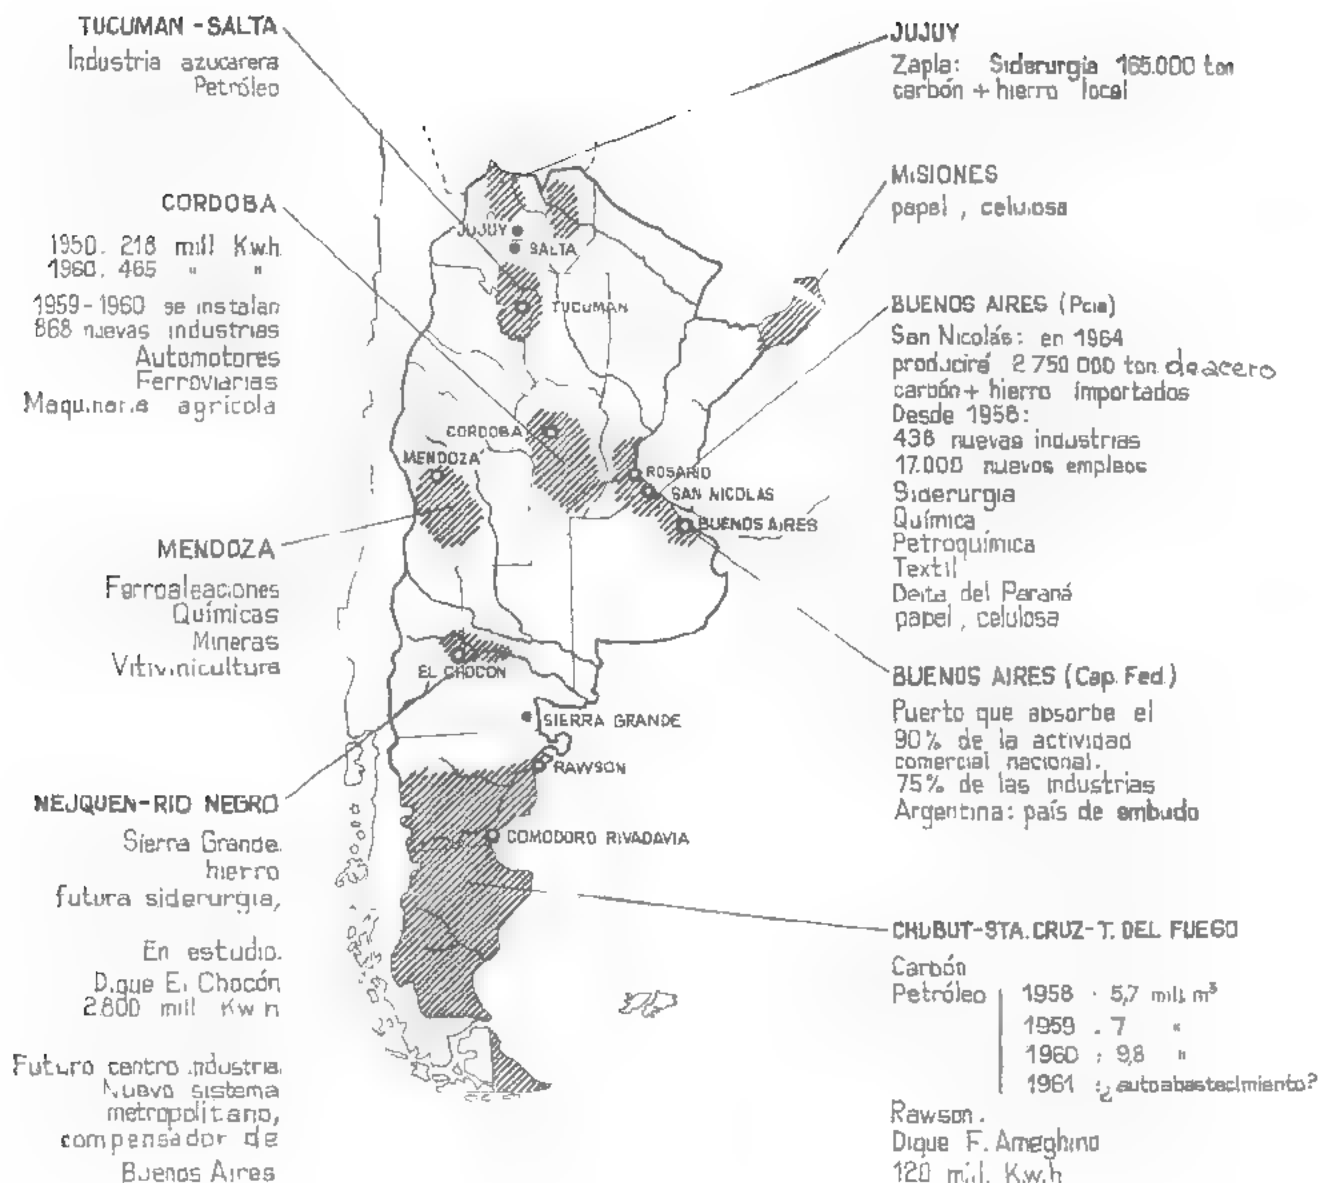 TUCUMAN - SALTA
Industria azucarera
Petróleo
CORDOBA
1950. 218 mill Kw.h.
1960. 465 " "
1959-1960 se instalan
868 nuevas industrias
Automotores
Ferroviarias
Maquinaria agrícola
MENDOZA
Ferroaleaciones
Químicas
Mineras
Vitivinicultura
NEUQUEN-RIO NEGRO
Sierra Grande.
hierro
futura siderurgia,
En estudio.
Dique El Chocón
2.800 mill Kw h
Futuro centro industrial
Nuevo sistema
metropolitano,
compensador de
Buenos Aires
JUJUY
SALTA
TUCUMAN
CORDOBA
MENDOZA
ROSARIO
SAN NICOLAS
BUENOS AIRES
EL CHOCON
SIERRA GRANDE
RAWSON
COMODORO RIVADAVIA
JUJUY
Zapla: Siderurgia 165.000 ton
carbón + hierro local
MISIONES
papel, celulosa
BUENOS AIRES (Pcia)
San Nicolás: en 1964
producirá 2 750 000 ton de acero
carbón + hierro importados
Desde 1958:
438 nuevas industrias
17.000 nuevos empleos
Siderurgia
Química
Petroquímica
Textil
Delta del Paraná
papel, celulosa
BUENOS AIRES (Cap. Fed.)
Puerto que absorbe el
90% de la actividad
comercial nacional.
75% de las industrias
Argentina: país de embudo
CHUBUT-STA. CRUZ-T. DEL FUEGO
Carbón
Petróleo 1958 : 5,7 mill m³
1959 . 7 "
1960 : 9,8 "
1961 : ¿autoabastecimiento?
Rawson.
Dique F. Ameghino
120 mill. Kw.h